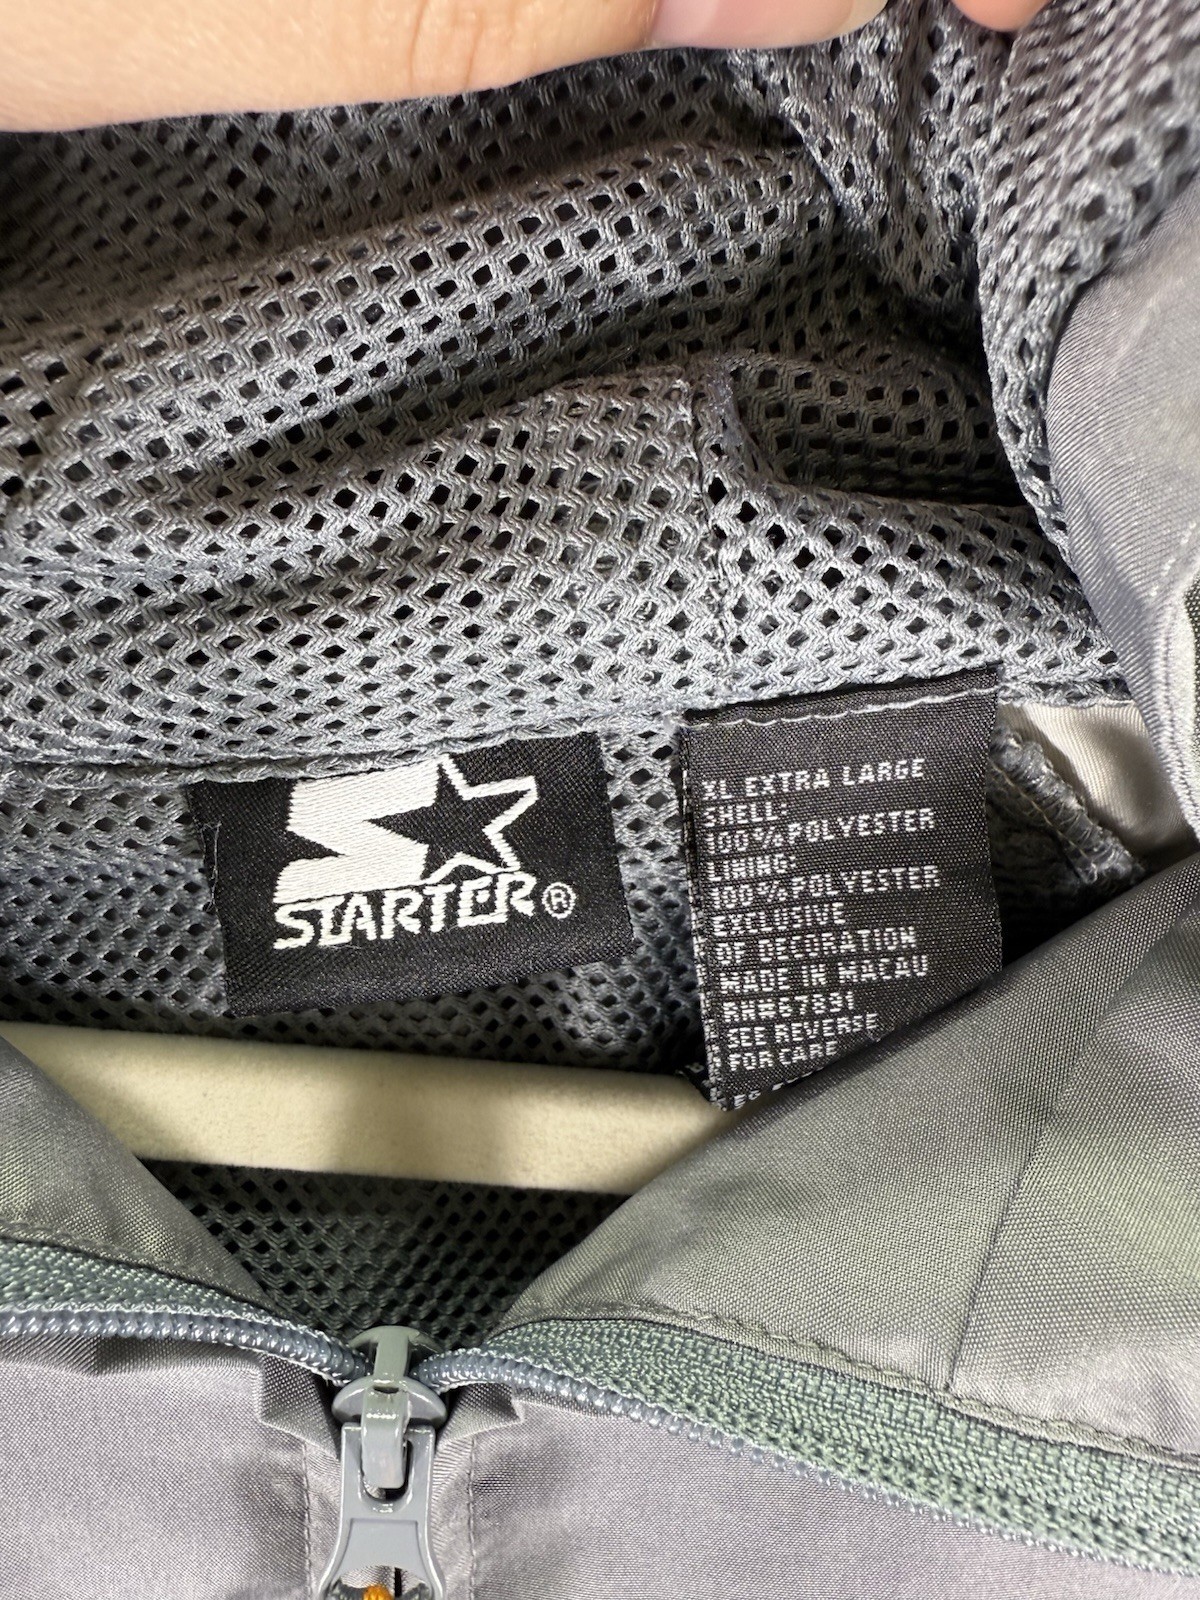 STARTER®
XL EXTRA LARGE
SHELL:
100%POLYESTER
LINING:
100%POLYESTER
EXCLUSIVE
OF DECORATION
MADE IN MACAU
RN#67891
SEE REVERSE
FOR CARE